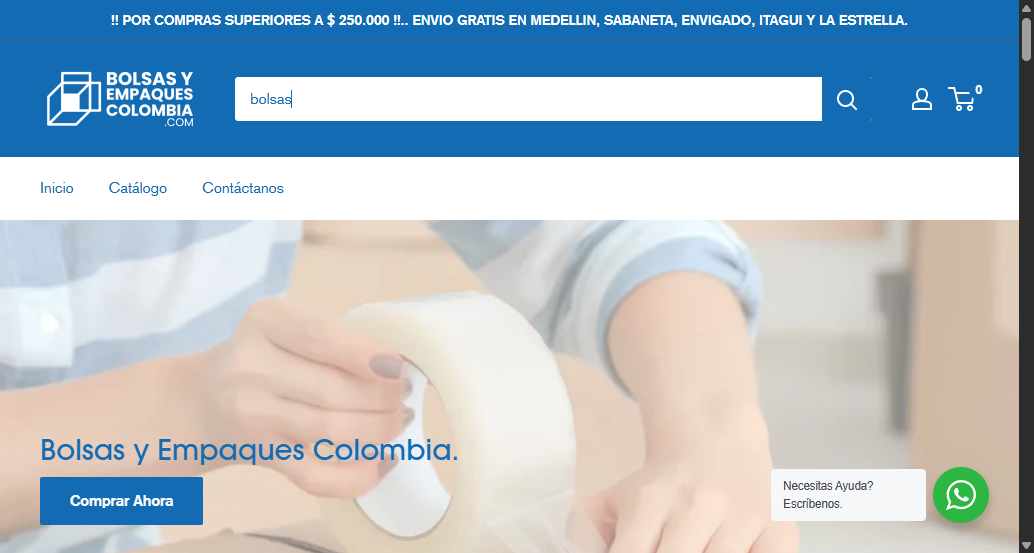 !! POR COMPRAS SUPERIORES A $ 250.000 !!.. ENVIO GRATIS EN MEDELLIN, SABANETA, ENVIGADO, ITAGUI Y LA ESTRELLA.
BOLSAS Y
EMPAQUES
COLOMBIA
.COM
bolsas
0
Inicio Catálogo Contáctanos
Bolsas y Empaques Colombia.
Comprar Ahora
Necesitas Ayuda?
Escríbenos.